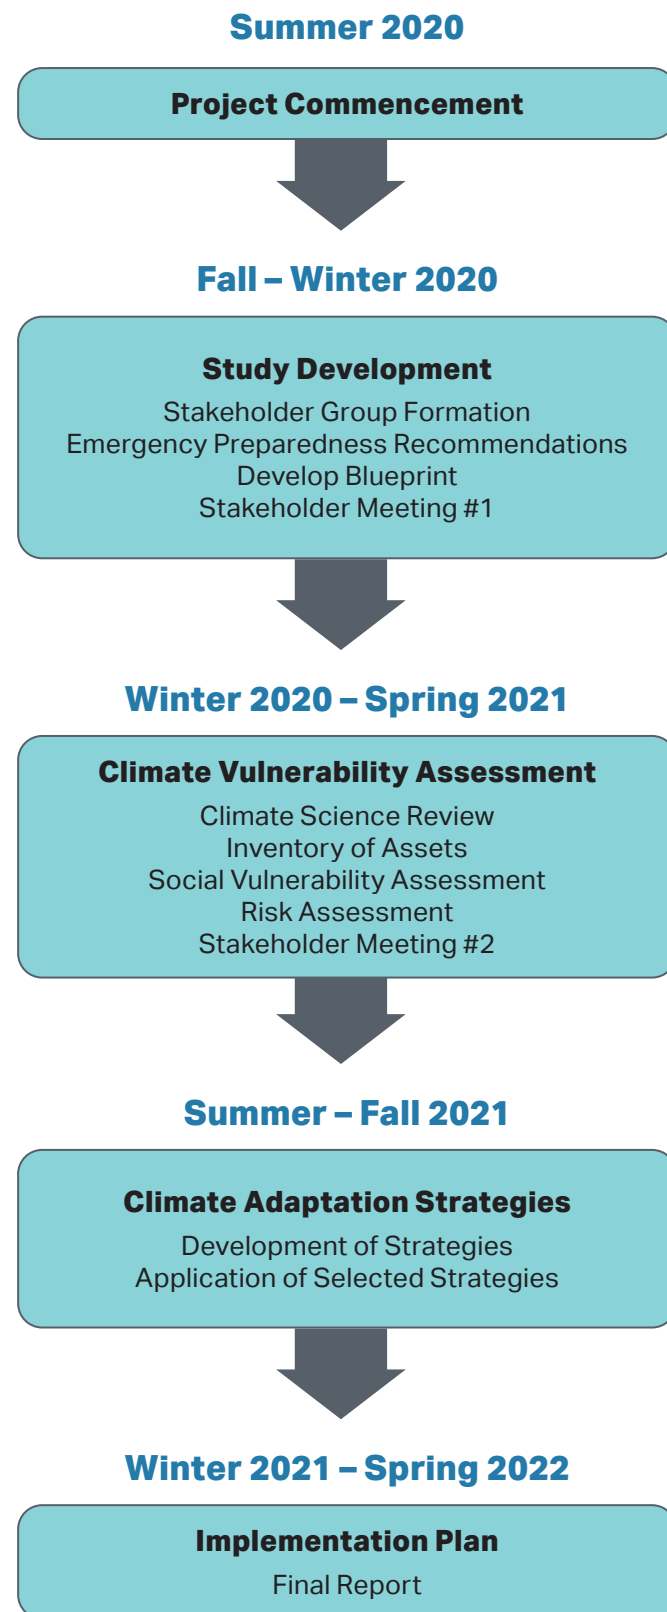 Summer 2020
Project Commencement
Fall – Winter 2020
Study Development
Stakeholder Group Formation
Emergency Preparedness Recommendations
Develop Blueprint
Stakeholder Meeting #1
Winter 2020 – Spring 2021
Climate Vulnerability Assessment
Climate Science Review
Inventory of Assets
Social Vulnerability Assessment
Risk Assessment
Stakeholder Meeting #2
Summer – Fall 2021
Climate Adaptation Strategies
Development of Strategies
Application of Selected Strategies
Winter 2021 – Spring 2022
Implementation Plan
Final Report